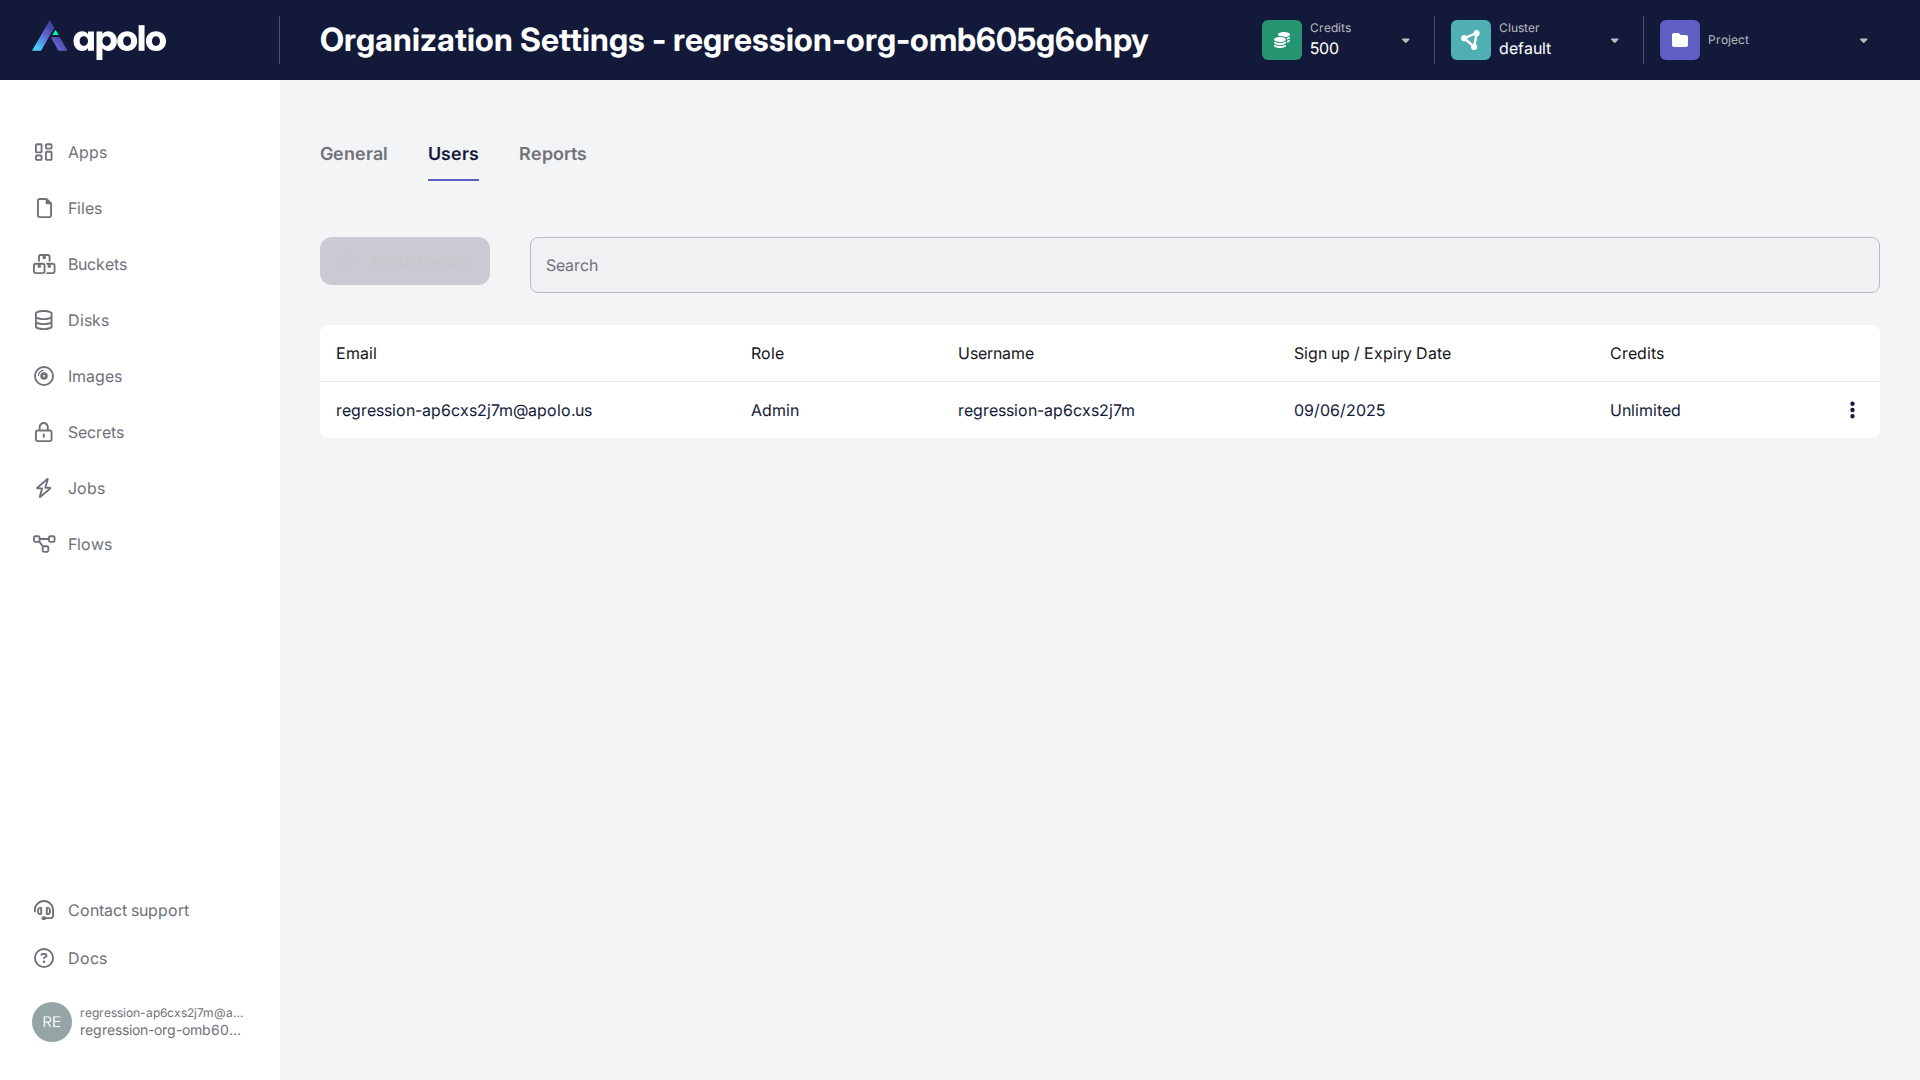 apolo
Organization Settings - regression-org-omb605g6ohpy
Credits
500
Cluster
default
Project
Apps
Files
Buckets
Disks
Images
Secrets
Jobs
Flows
Contact support
Docs
RE
regression-ap6cxs2j7m@a...
regression-org-omb60...
General Users Reports
Search
Email Role Username Sign up / Expiry Date Credits
regression-ap6cxs2j7m@apolo.us Admin regression-ap6cxs2j7m 09/06/2025 Unlimited